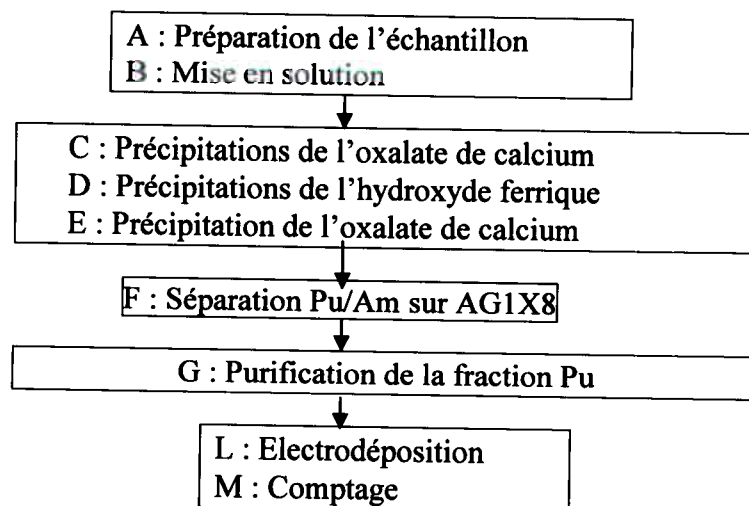 A : Préparation de l'échantillon
B : Mise en solution
C : Précipitations de l'oxalate de calcium
D : Précipitations de l'hydroxyde ferrique
E : Précipitation de l'oxalate de calcium
F : Séparation Pu/Am sur AG1X8
G : Purification de la fraction Pu
L : Electrodéposition
M : Comptage